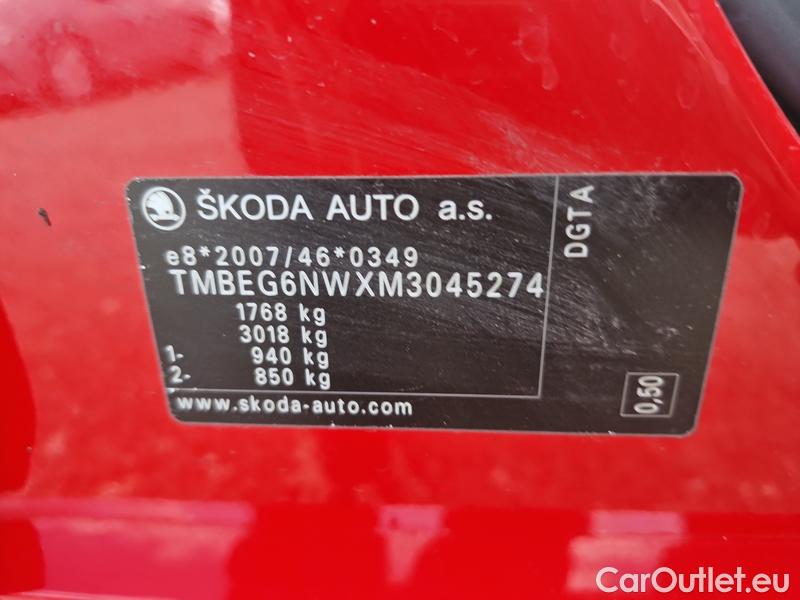 ŠKODA AUTO a.s.
e8*2007/46*0349
TMBEG6NWXM3045274
1768 kg
3018 kg
1- 940 kg
2- 850 kg
www.skoda-auto.com
DGTA
0,50
CarOutlet.eu